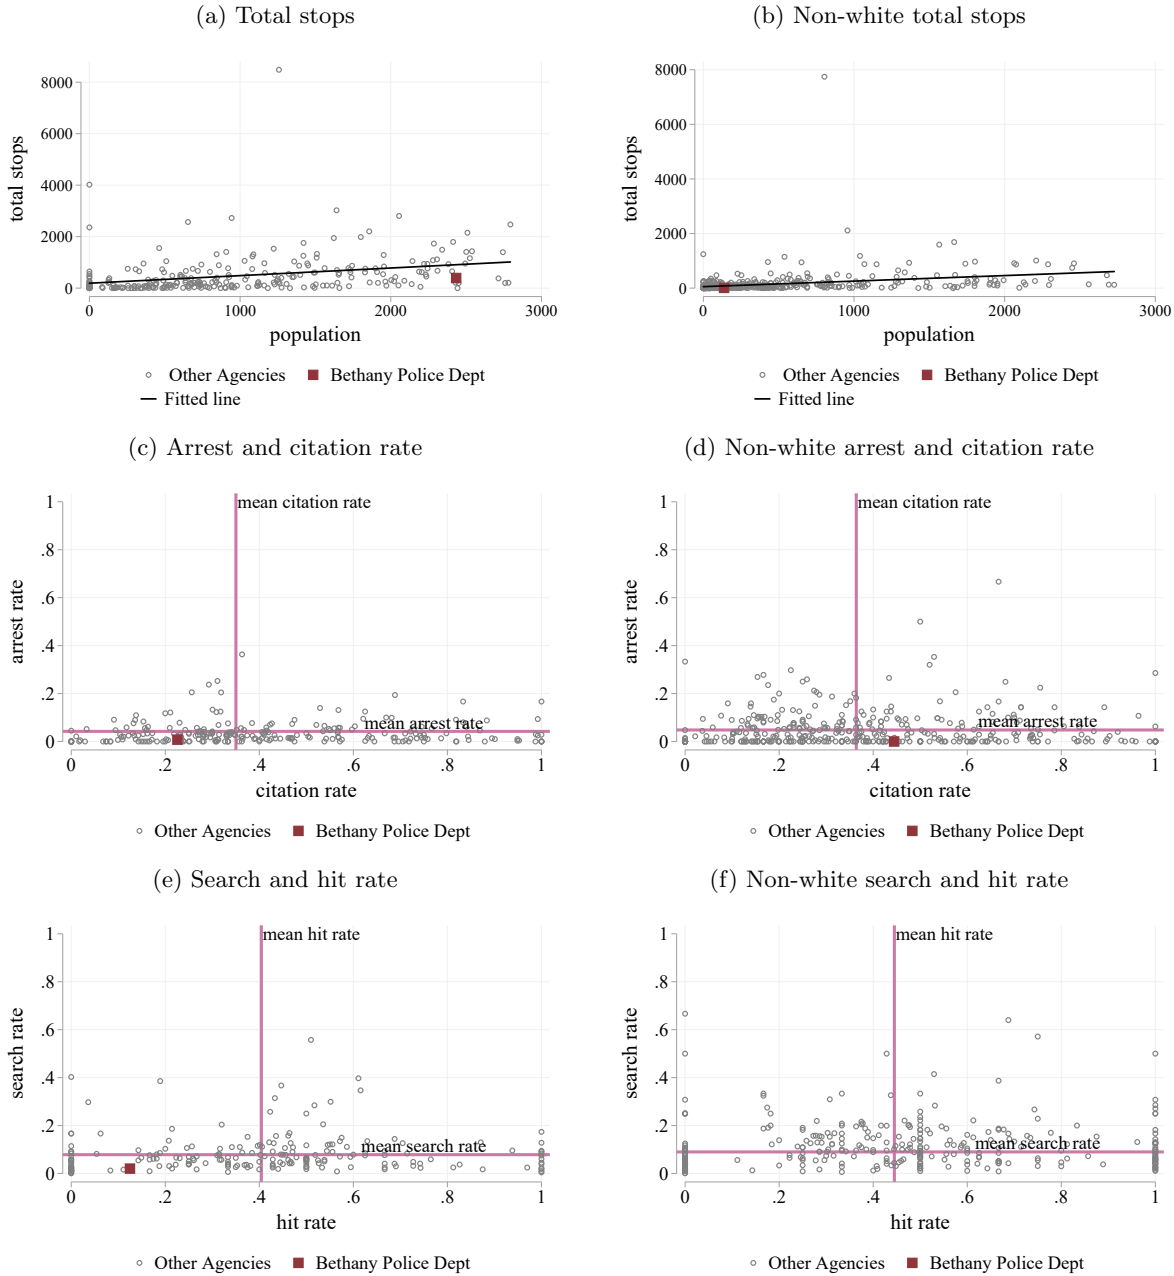 (a) Total stops
8000
6000
4000
2000
0
total stops
0 1000 2000 3000
population
Other Agencies Bethany Police Dept
Fitted line
(b) Non-white total stops
8000
6000
4000
2000
0
total stops
0 1000 2000 3000
population
Other Agencies Bethany Police Dept
Fitted line
(c) Arrest and citation rate
1
.8
.6
.4
.2
0
arrest rate
mean citation rate
mean arrest rate
0 .2 .4 .6 .8 1
citation rate
Other Agencies Bethany Police Dept
(d) Non-white arrest and citation rate
1
.8
.6
.4
.2
0
arrest rate
mean citation rate
mean arrest rate
0 .2 .4 .6 .8 1
citation rate
Other Agencies Bethany Police Dept
(e) Search and hit rate
1
.8
.6
.4
.2
0
search rate
mean hit rate
mean search rate
0 .2 .4 .6 .8 1
hit rate
Other Agencies Bethany Police Dept
(f) Non-white search and hit rate
1
.8
.6
.4
.2
0
search rate
mean hit rate
mean search rate
0 .2 .4 .6 .8 1
hit rate
Other Agencies Bethany Police Dept